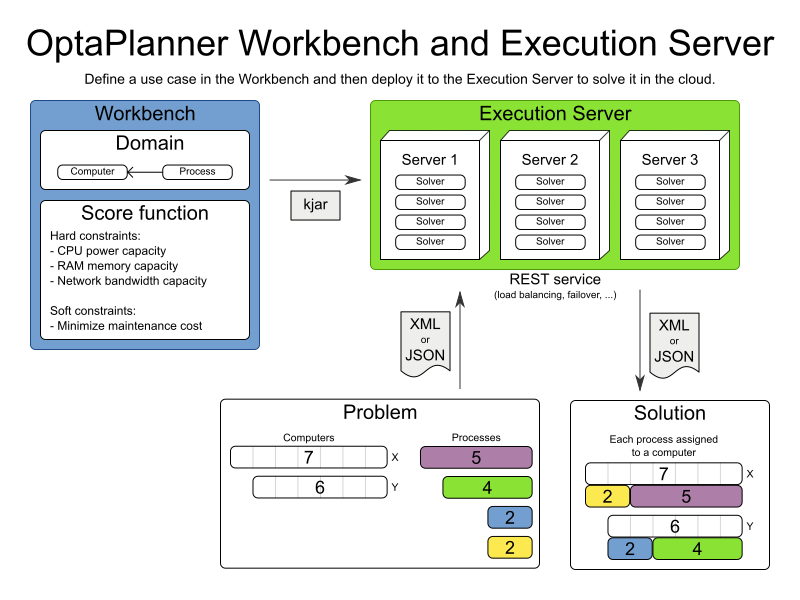 OptaPlanner Workbench and Execution Server
Define a use case in the Workbench and then deploy it to the Execution Server to solve it in the cloud.
Workbench
Domain
Computer
Process
Score function
Hard constraints:
- CPU power capacity
- RAM memory capacity
- Network bandwidth capacity
Soft constraints:
- Minimize maintenance cost
kjar
Execution Server
Server 1
Solver
Solver
Solver
Solver
Server 2
Solver
Solver
Solver
Solver
Server 3
Solver
Solver
Solver
Solver
REST service
(load balancing, failover, ...)
XML
or
JSON
XML
or
JSON
Problem
Computers
7
X
6
Y
Processes
5
4
2
2
Solution
Each process assigned
to a computer
7
X
2
5
6
Y
2
4